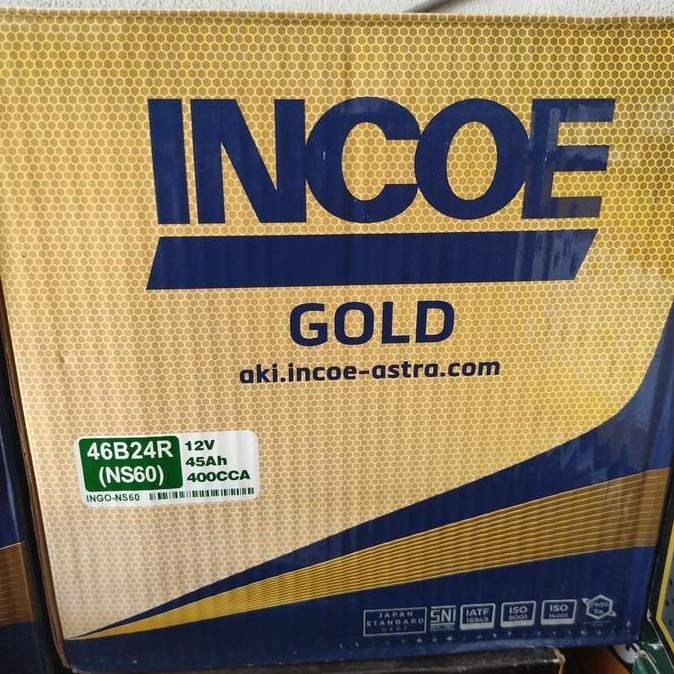 INCOE
GOLD
aki.incoe-astra.com
46B24R
(NS60)
12V
45Ah
400CCA
INGO-NS60
JAPAN
STANDARD
SNI
IATF
16949
ISO
9001
ISO
14001